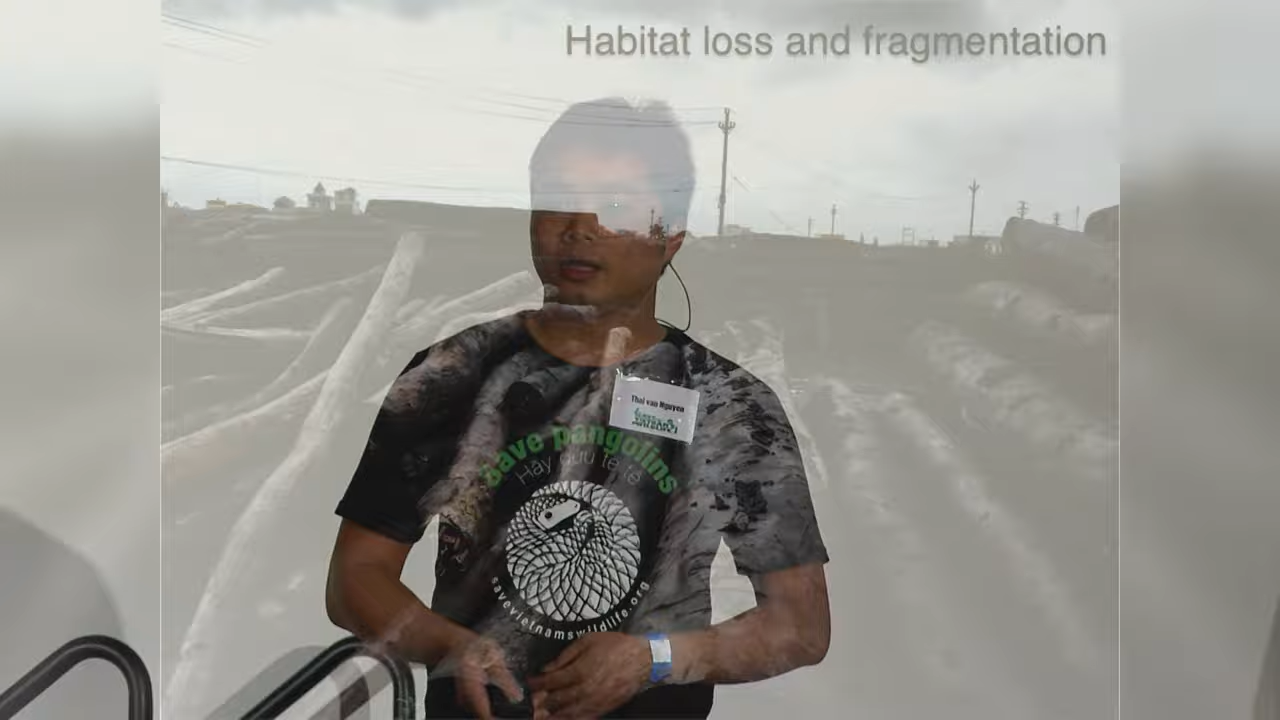 Habitat loss and fragmentation
Thai van Nguyen
save pangolins
Hãy cứu tê tê
savevietnamswildlife.org